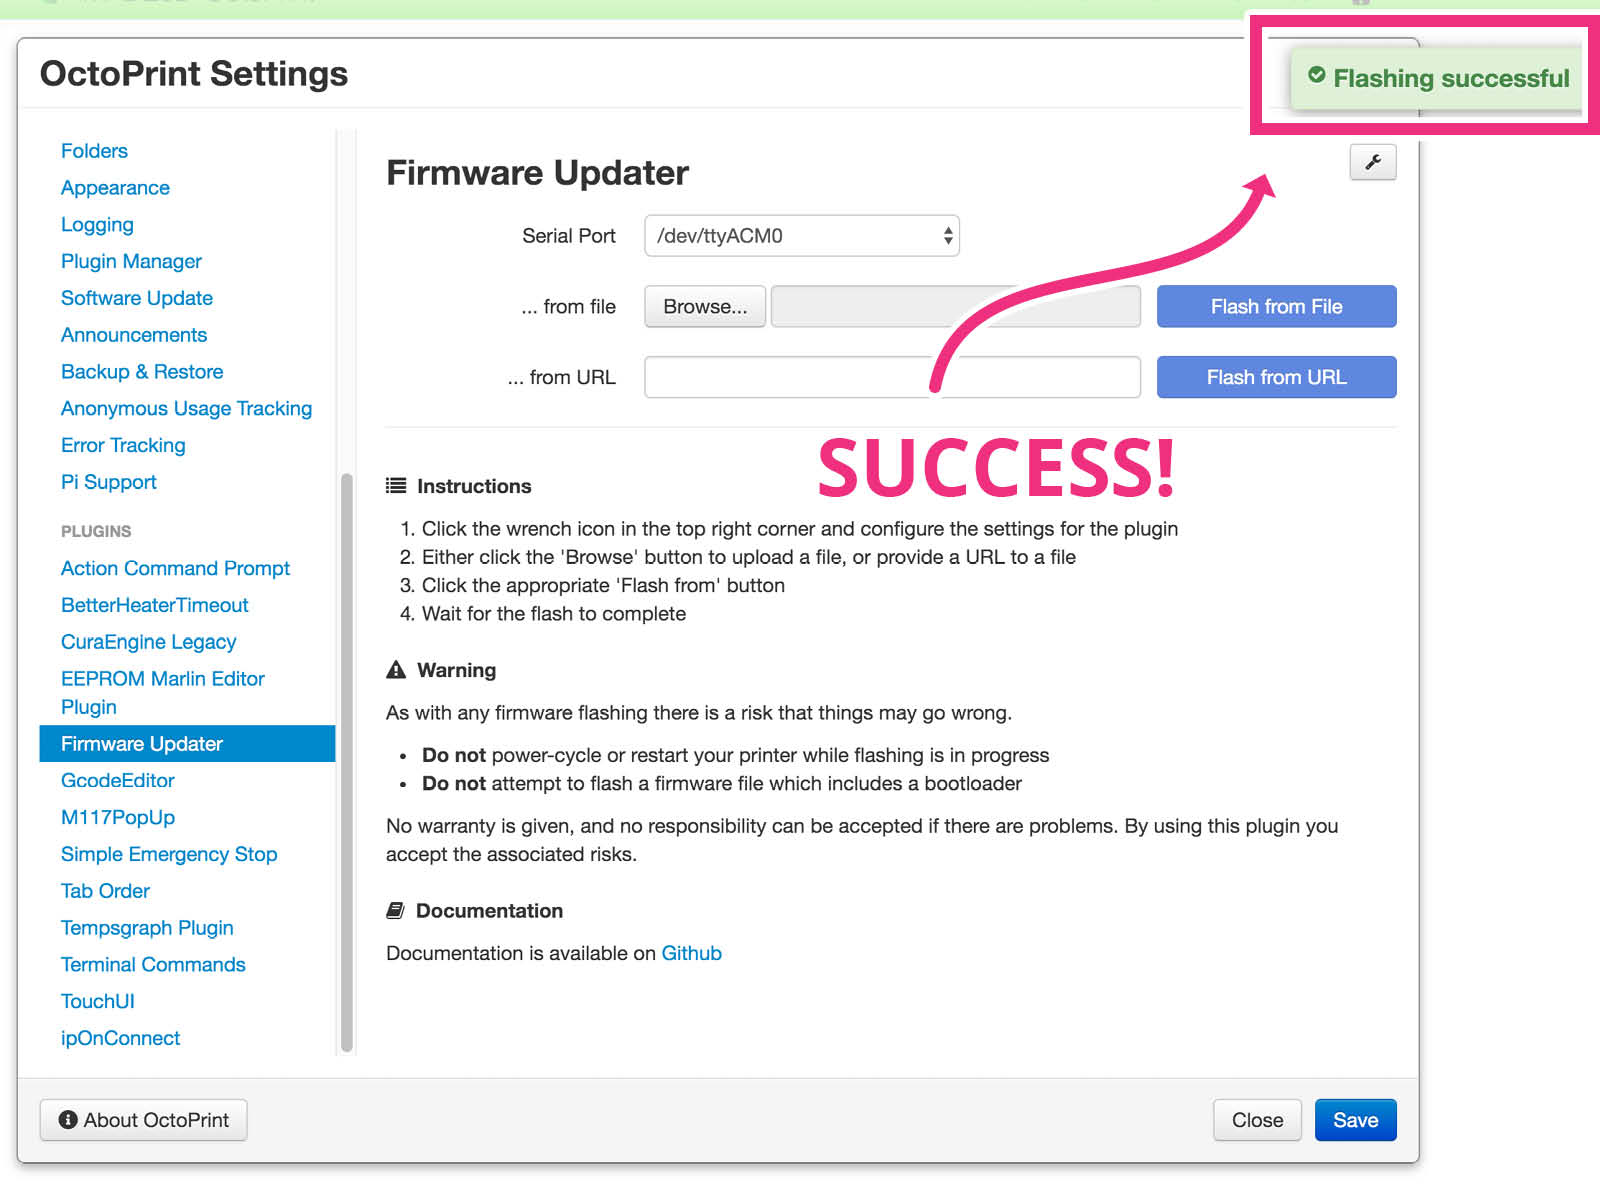 OctoPrint Settings
Flashing successful
Folders
Appearance
Logging
Plugin Manager
Software Update
Announcements
Backup & Restore
Anonymous Usage Tracking
Error Tracking
Pi Support
PLUGINS
Action Command Prompt
BetterHeaterTimeout
CuraEngine Legacy
EEPROM Marlin Editor
Plugin
Firmware Updater
GcodeEditor
M117PopUp
Simple Emergency Stop
Tab Order
Tempsgraph Plugin
Terminal Commands
TouchUI
ipOnConnect
Firmware Updater
Serial Port /dev/ttyACM0
... from file Browse... Flash from File
... from URL Flash from URL
SUCCESS!
Instructions
1. Click the wrench icon in the top right corner and configure the settings for the plugin
2. Either click the 'Browse' button to upload a file, or provide a URL to a file
3. Click the appropriate 'Flash from' button
4. Wait for the flash to complete
Warning
As with any firmware flashing there is a risk that things may go wrong.
• Do not power-cycle or restart your printer while flashing is in progress
• Do not attempt to flash a firmware file which includes a bootloader
No warranty is given, and no responsibility can be accepted if there are problems. By using this plugin you
accept the associated risks.
Documentation
Documentation is available on Github
About OctoPrint
Close Save